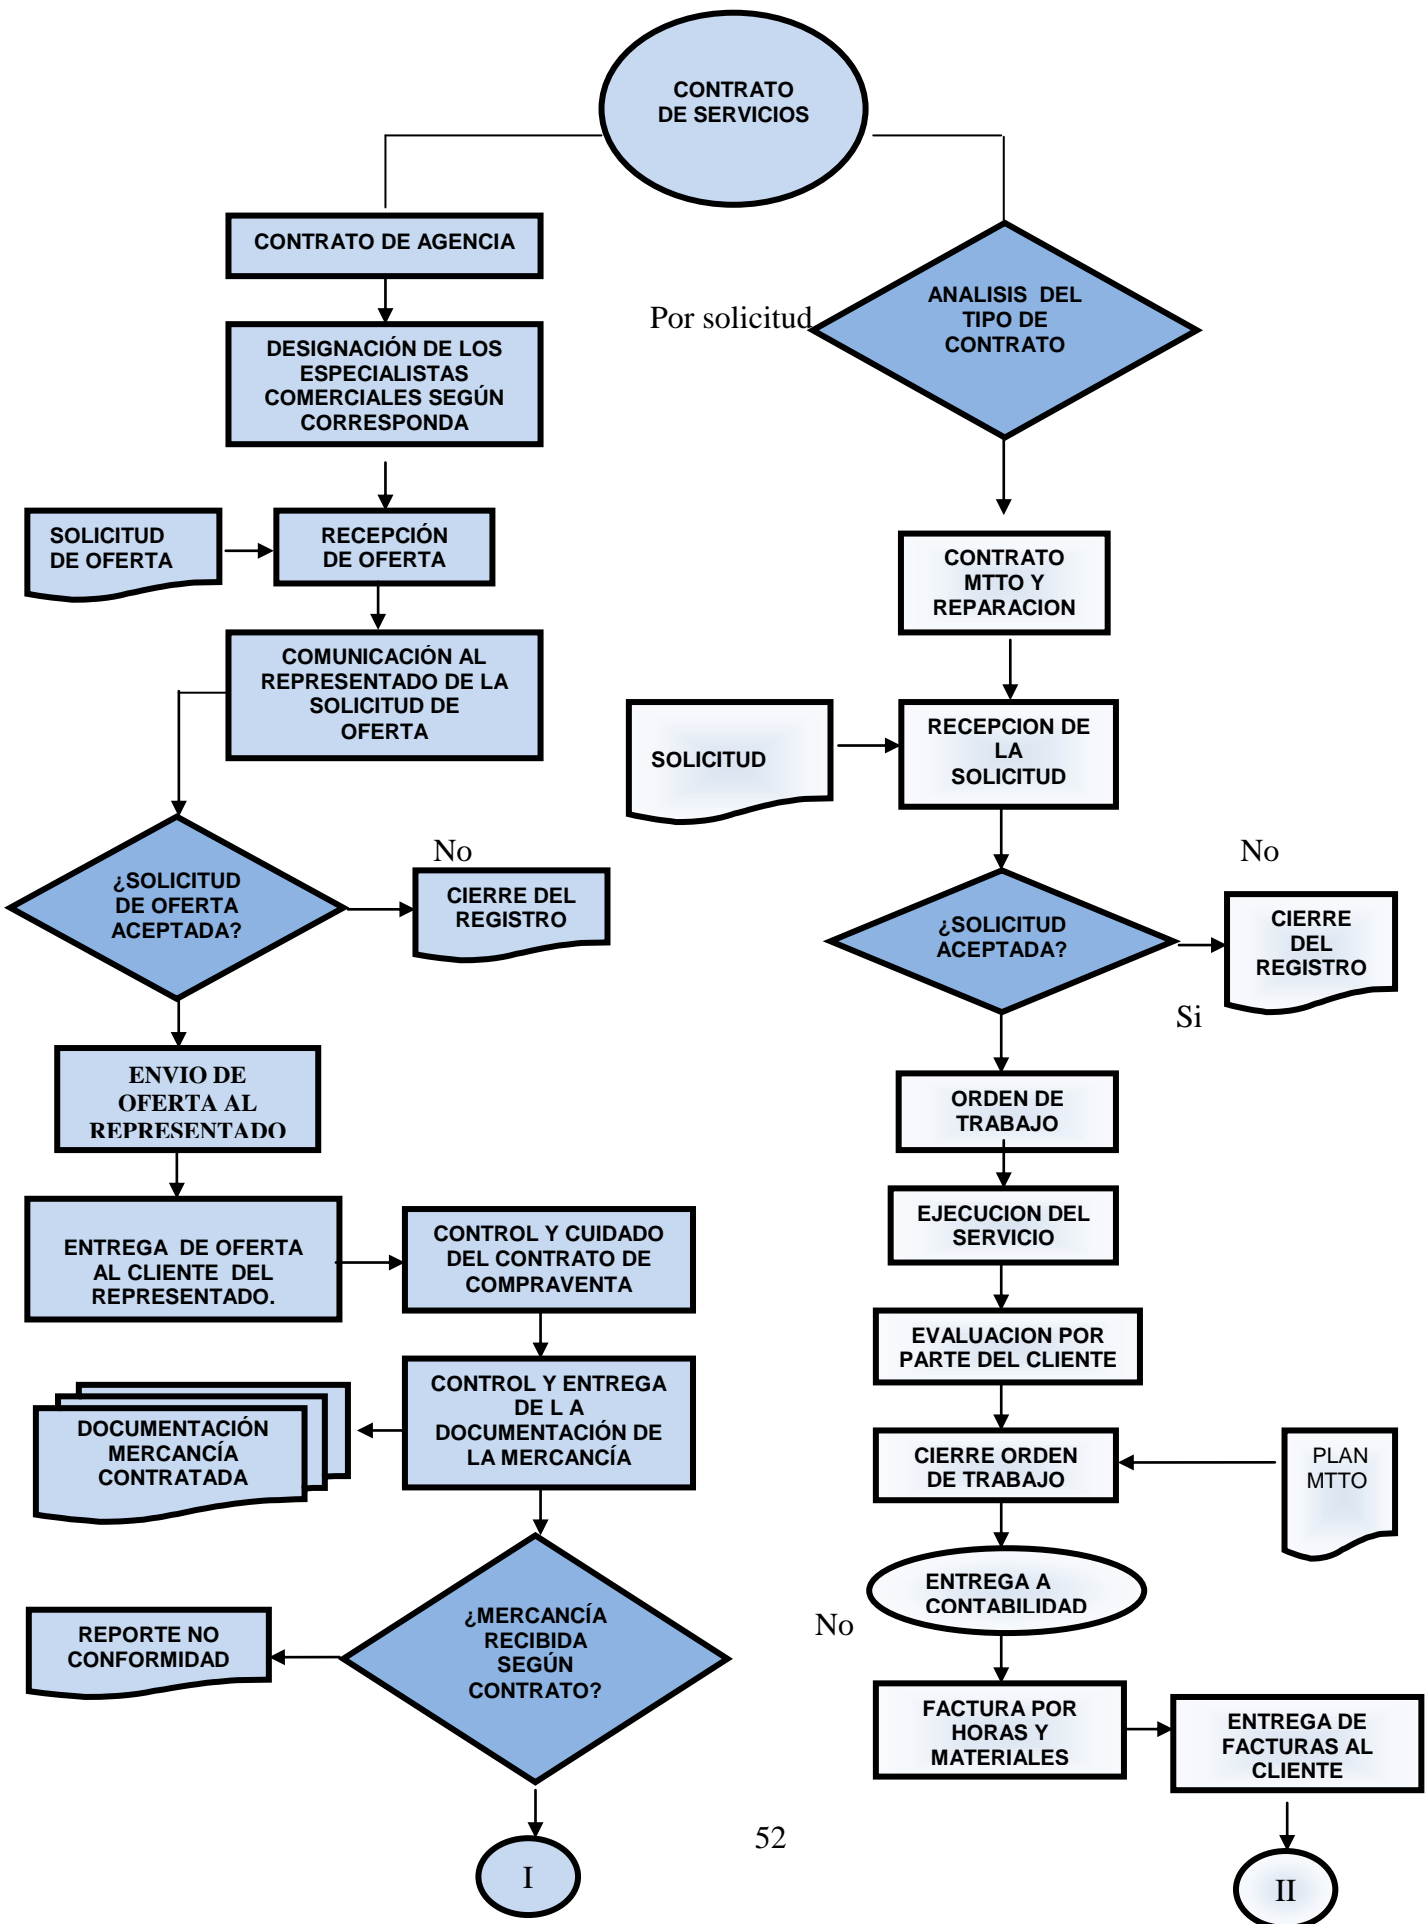 CONTRATO
DE SERVICIOS
CONTRATO DE AGENCIA
DESIGNACIÓN DE LOS
ESPECIALISTAS
COMERCIALES SEGÚN
CORRESPONDA
SOLICITUD
DE OFERTA
RECEPCIÓN
DE OFERTA
COMUNICACIÓN AL
REPRESENTADO DE LA
SOLICITUD DE
OFERTA
¿SOLICITUD
DE OFERTA
ACEPTADA?
No
CIERRE DEL
REGISTRO
ENVIO DE
OFERTA AL
REPRESENTADO
ENTREGA  DE OFERTA
AL CLIENTE  DEL
REPRESENTADO.
CONTROL Y CUIDADO
DEL CONTRATO DE
COMPRAVENTA
CONTROL Y ENTREGA
DE L A
DOCUMENTACIÓN DE
LA MERCANCÍA
DOCUMENTACIÓN
MERCANCÍA
CONTRATADA
¿MERCANCÍA
RECIBIDA
SEGÚN
CONTRATO?
REPORTE NO
CONFORMIDAD
I
Por solicitud
ANALISIS  DEL
TIPO DE
CONTRATO
CONTRATO
MTTO Y
REPARACION
SOLICITUD
RECEPCION DE
LA
SOLICITUD
¿SOLICITUD
ACEPTADA?
No
CIERRE
DEL
REGISTRO
Si
ORDEN DE
TRABAJO
EJECUCION DEL
SERVICIO
EVALUACION POR
PARTE DEL CLIENTE
CIERRE ORDEN
DE TRABAJO
PLAN
MTTO
ENTREGA A
CONTABILIDAD
No
FACTURA POR
HORAS Y
MATERIALES
ENTREGA DE
FACTURAS AL
CLIENTE
II
52